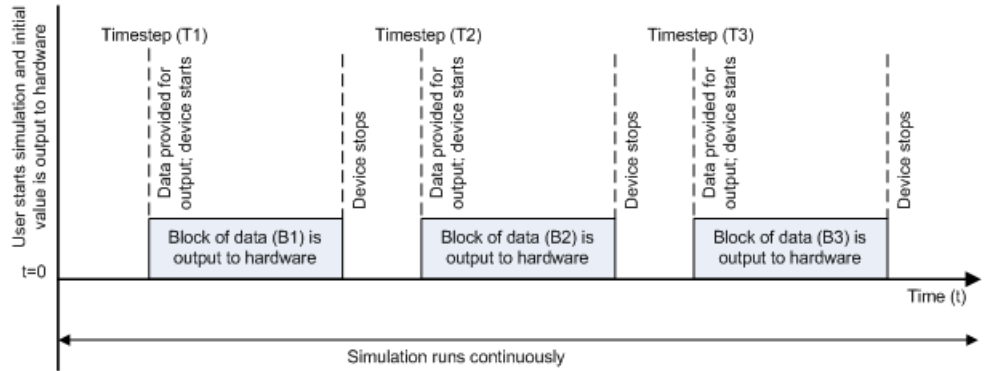 User starts simulation and initial
value is output to hardware
t=0
Timestep (T1)
Data provided for
output; device starts
Device stops
Block of data (B1) is
output to hardware
Timestep (T2)
Data provided for
output; device starts
Device stops
Block of data (B2) is
output to hardware
Timestep (T3)
Data provided for
output; device starts
Device stops
Block of data (B3) is
output to hardware
Time (t)
Simulation runs continuously